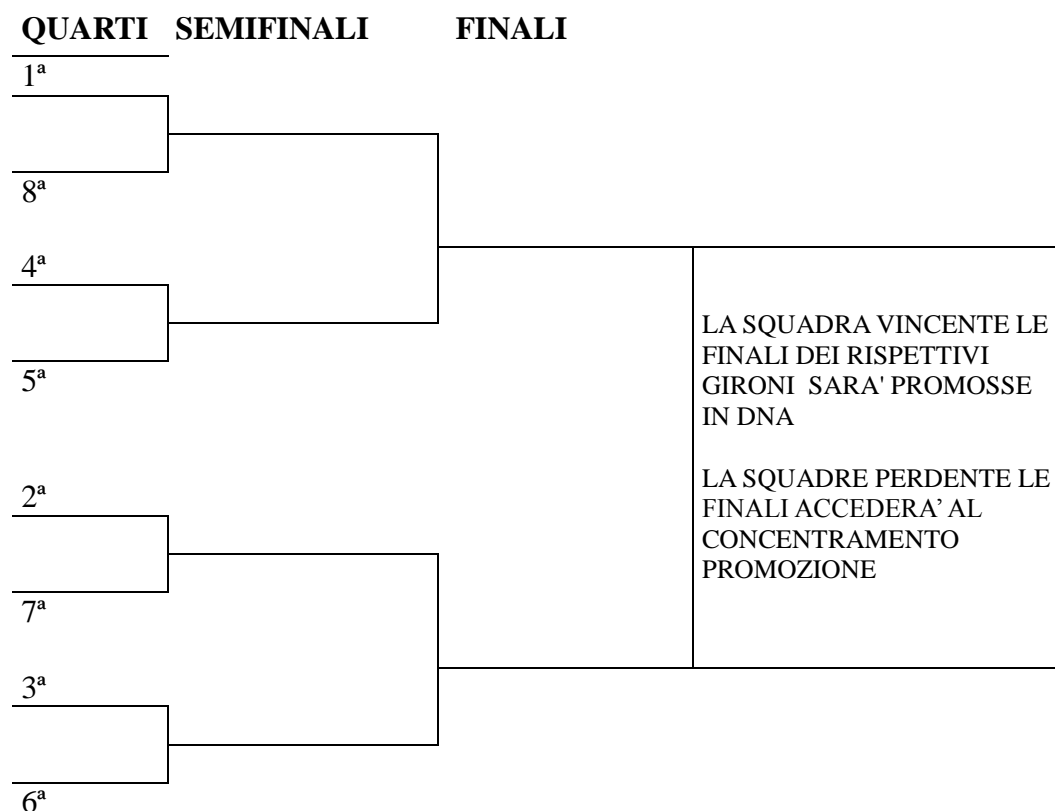 QUARTI SEMIFINALI FINALI
1ª
8ª
4ª
5ª
LA SQUADRA VINCENTE LE
FINALI DEI RISPETTIVI
GIRONI SARA' PROMOSSE
IN DNA
LA SQUADRE PERDENTE LE
FINALI ACCEDERA’ AL
CONCENTRAMENTO
PROMOZIONE
2ª
7ª
3ª
6ª